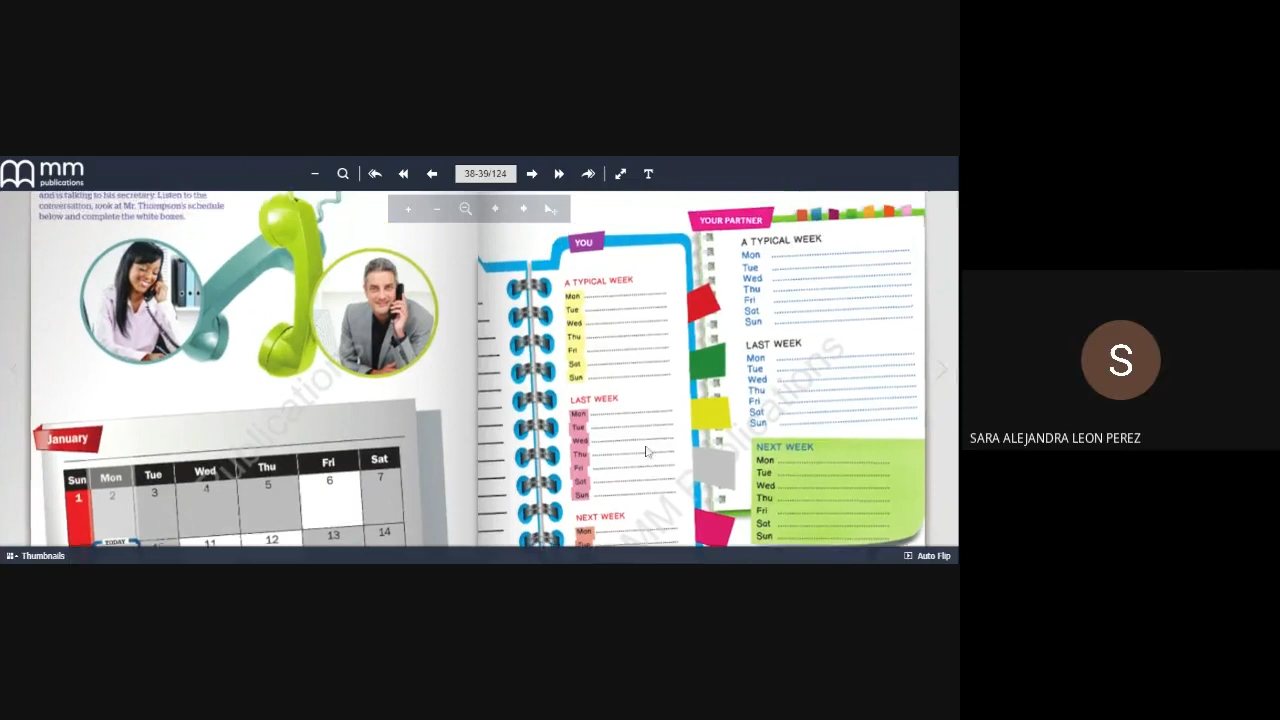 mm
publications
38-39/124
T
and is talking to his secretary. Listen to the
conversation, look at Mr. Thompson's schedule
below and complete the white boxes.
January
Sun Mon Tue Wed Thu Fri Sat
1 2 3 4 5 6 7
TODAY
11 12 13 14
YOU
A TYPICAL WEEK
Mon
Tue
Wed
Thu
Fri
Sat
Sun
LAST WEEK
Mon
Tue
Wed
Thu
Fri
Sat
Sun
NEXT WEEK
Mon
YOUR PARTNER
A TYPICAL WEEK
Mon
Tue
Wed
Thu
Fri
Sat
Sun
LAST WEEK
Mon
Tue
Wed
Thu
Fri
Sat
Sun
NEXT WEEK
Mon
Tue
Wed
Thu
Fri
Sat
Sun
MM Publications
Thumbnails
Auto Flip
S
SARA ALEJANDRA LEON PEREZ